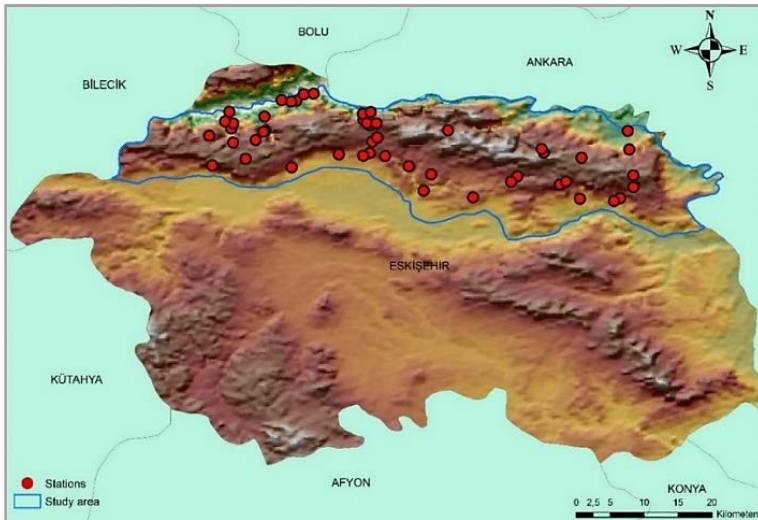 BOLU
N
ANKARA
W E
BİLECİK
S
ESKİŞEHİR
KÜTAHYA
AFYON
KONYA
Stations
Study area
0 2,5 5 10 15 20
Kilometers